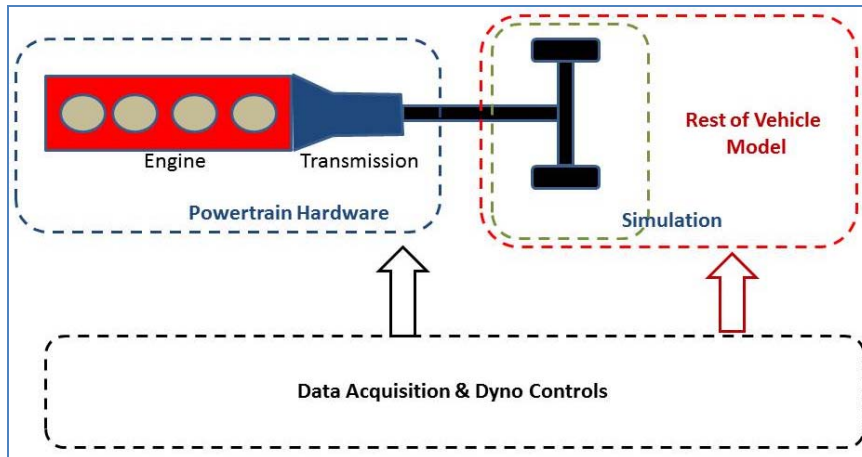 Engine
Transmission
Powertrain Hardware
Rest of Vehicle
Model
Simulation
Data Acquisition & Dyno Controls